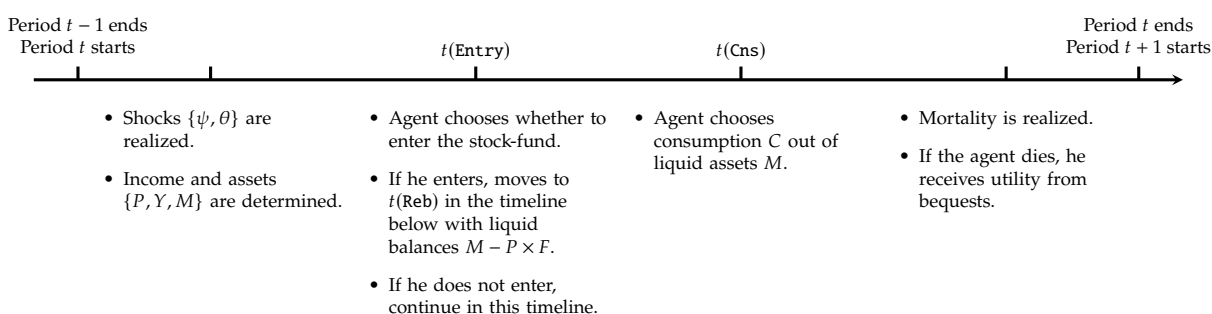 Period t − 1 ends
Period t starts
t(Entry)
t(Cns)
Period t ends
Period t + 1 starts
• Shocks {ψ, θ} are
realized.
• Income and assets
{P, Y, M} are determined.
• Agent chooses whether to
enter the stock-fund.
• If he enters, moves to
t(Reb) in the timeline
below with liquid
balances M − P × F.
• If he does not enter,
continue in this timeline.
• Agent chooses
consumption C out of
liquid assets M.
• Mortality is realized.
• If the agent dies, he
receives utility from
bequests.